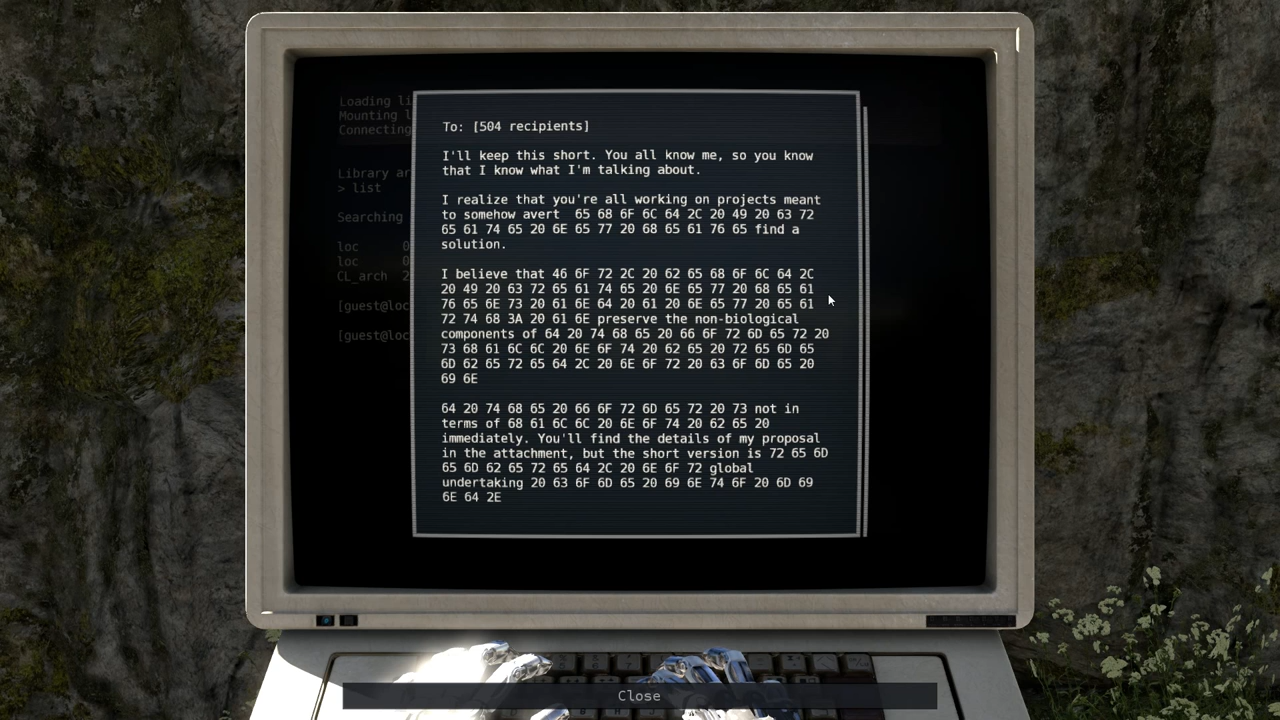 Loading li
Mounting l
Connecting
Library ar
> list
Searching
loc 0
loc 0
CL_arch 2
[guest@loc
[guest@loc
To: [504 recipients]
I'll keep this short. You all know me, so you know
that I know what I'm talking about.
I realize that you're all working on projects meant
to somehow avert 65 68 6F 6C 64 2C 20 49 20 63 72
65 61 74 65 20 6E 65 77 20 68 65 61 76 65 find a
solution.
I believe that 46 6F 72 2C 20 62 65 68 6F 6C 64 2C
20 49 20 63 72 65 61 74 65 20 6E 65 77 20 68 65 61
76 65 6E 73 20 61 6E 64 20 61 20 6E 65 77 20 65 61
72 74 68 3A 20 61 6E preserve the non-biological
components of 64 20 74 68 65 20 66 6F 72 6D 65 72 20
73 68 61 6C 6C 20 6E 6F 74 20 62 65 20 72 65 6D 65
6D 62 65 72 65 64 2C 20 6E 6F 72 20 63 6F 6D 65 20
69 6E
64 20 74 68 65 20 66 6F 72 6D 65 72 20 73 not in
terms of 68 61 6C 6C 20 6E 6F 74 20 62 65 20
immediately. You'll find the details of my proposal
in the attachment, but the short version is 72 65 6D
65 6D 62 65 72 65 64 2C 20 6E 6F 72 global
undertaking 20 63 6F 6D 65 20 69 6E 74 6F 20 6D 69
6E 64 2E
Close